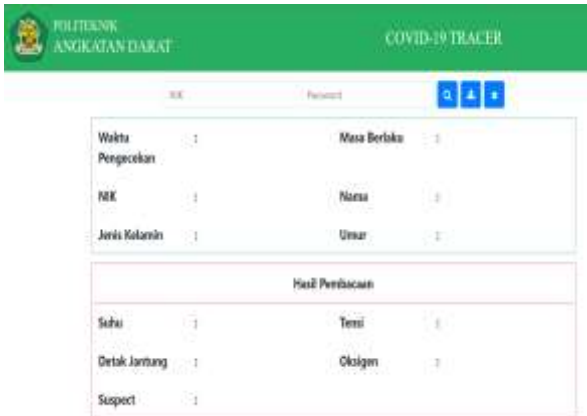 POLITEKNIK
ANGKATAN DARAT
COVID-19 TRACER
NIK Password
Waktu Pengecekan : Masa Berlaku :
NIK : Nama :
Jenis Kelamin : Umur :
Hasil Pembacaan
Suhu : Tensi :
Detak Jantung : Oksigen :
Suspect :